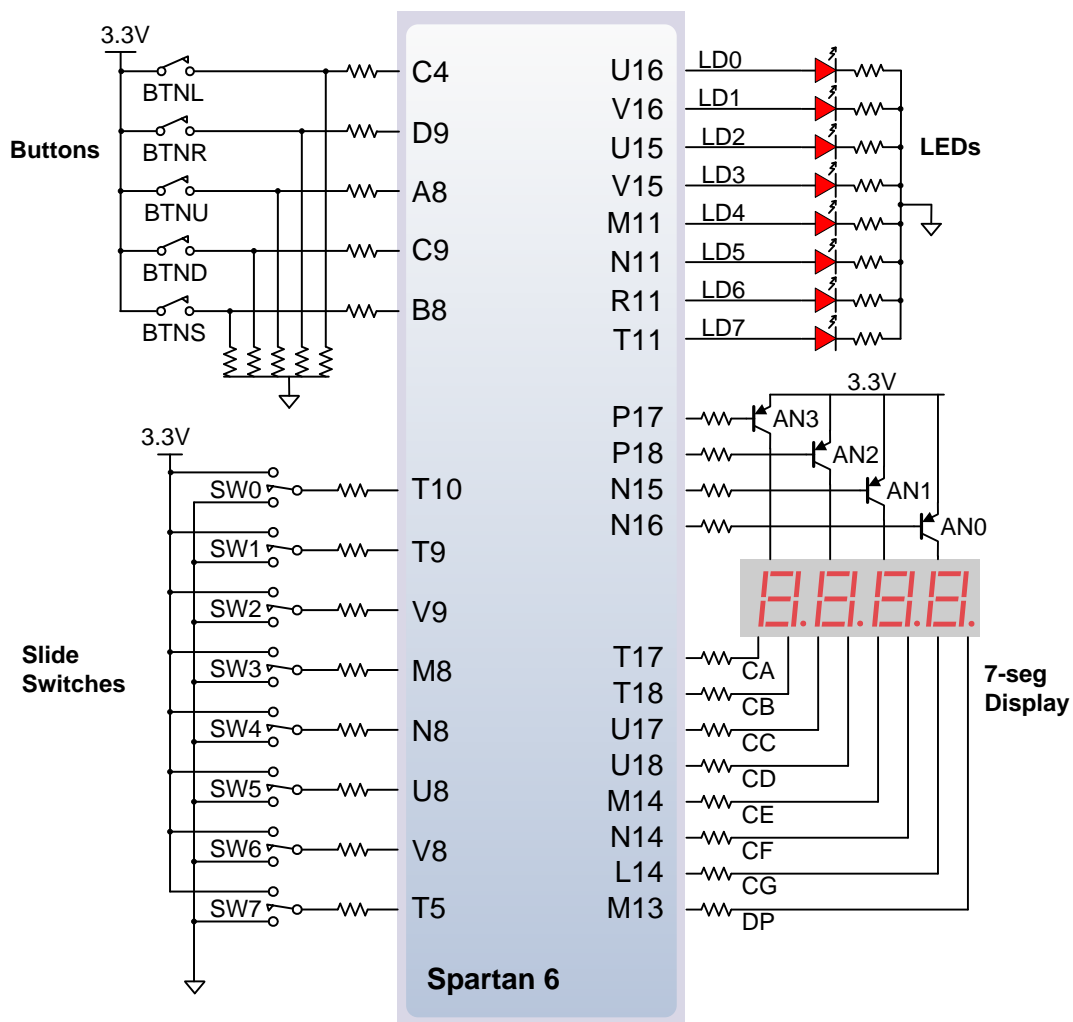 3.3V
BTNL
BTNR
BTNU
BTND
BTNS
Buttons
C4
D9
A8
C9
B8
3.3V
SW0
SW1
SW2
SW3
SW4
SW5
SW6
SW7
Slide
Switches
T10
T9
V9
M8
N8
U8
V8
T5
Spartan 6
U16
V16
U15
V15
M11
N11
R11
T11
LD0
LD1
LD2
LD3
LD4
LD5
LD6
LD7
LEDs
P17
P18
N15
N16
3.3V
AN3
AN2
AN1
AN0
8.8.8.8.
T17
T18
U17
U18
M14
N14
L14
M13
CA
CB
CC
CD
CE
CF
CG
DP
7-seg
Display